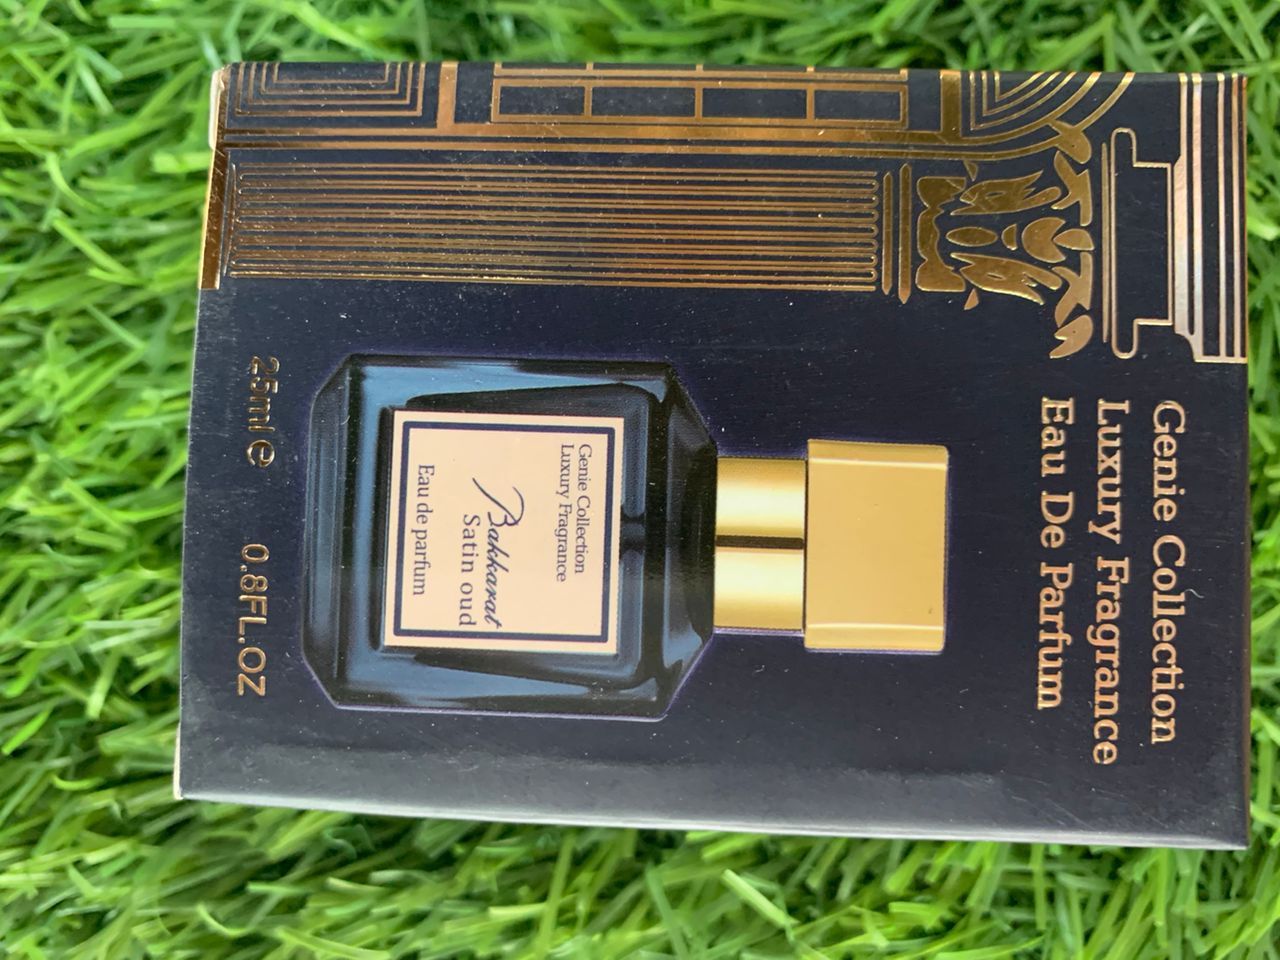 Genie Collection
Luxury Fragrance
Eau De Parfum
Genie Collection
Luxury Fragrance
Bakkarat
Satin oud
Eau de parfum
25ml e 0.8FL.OZ